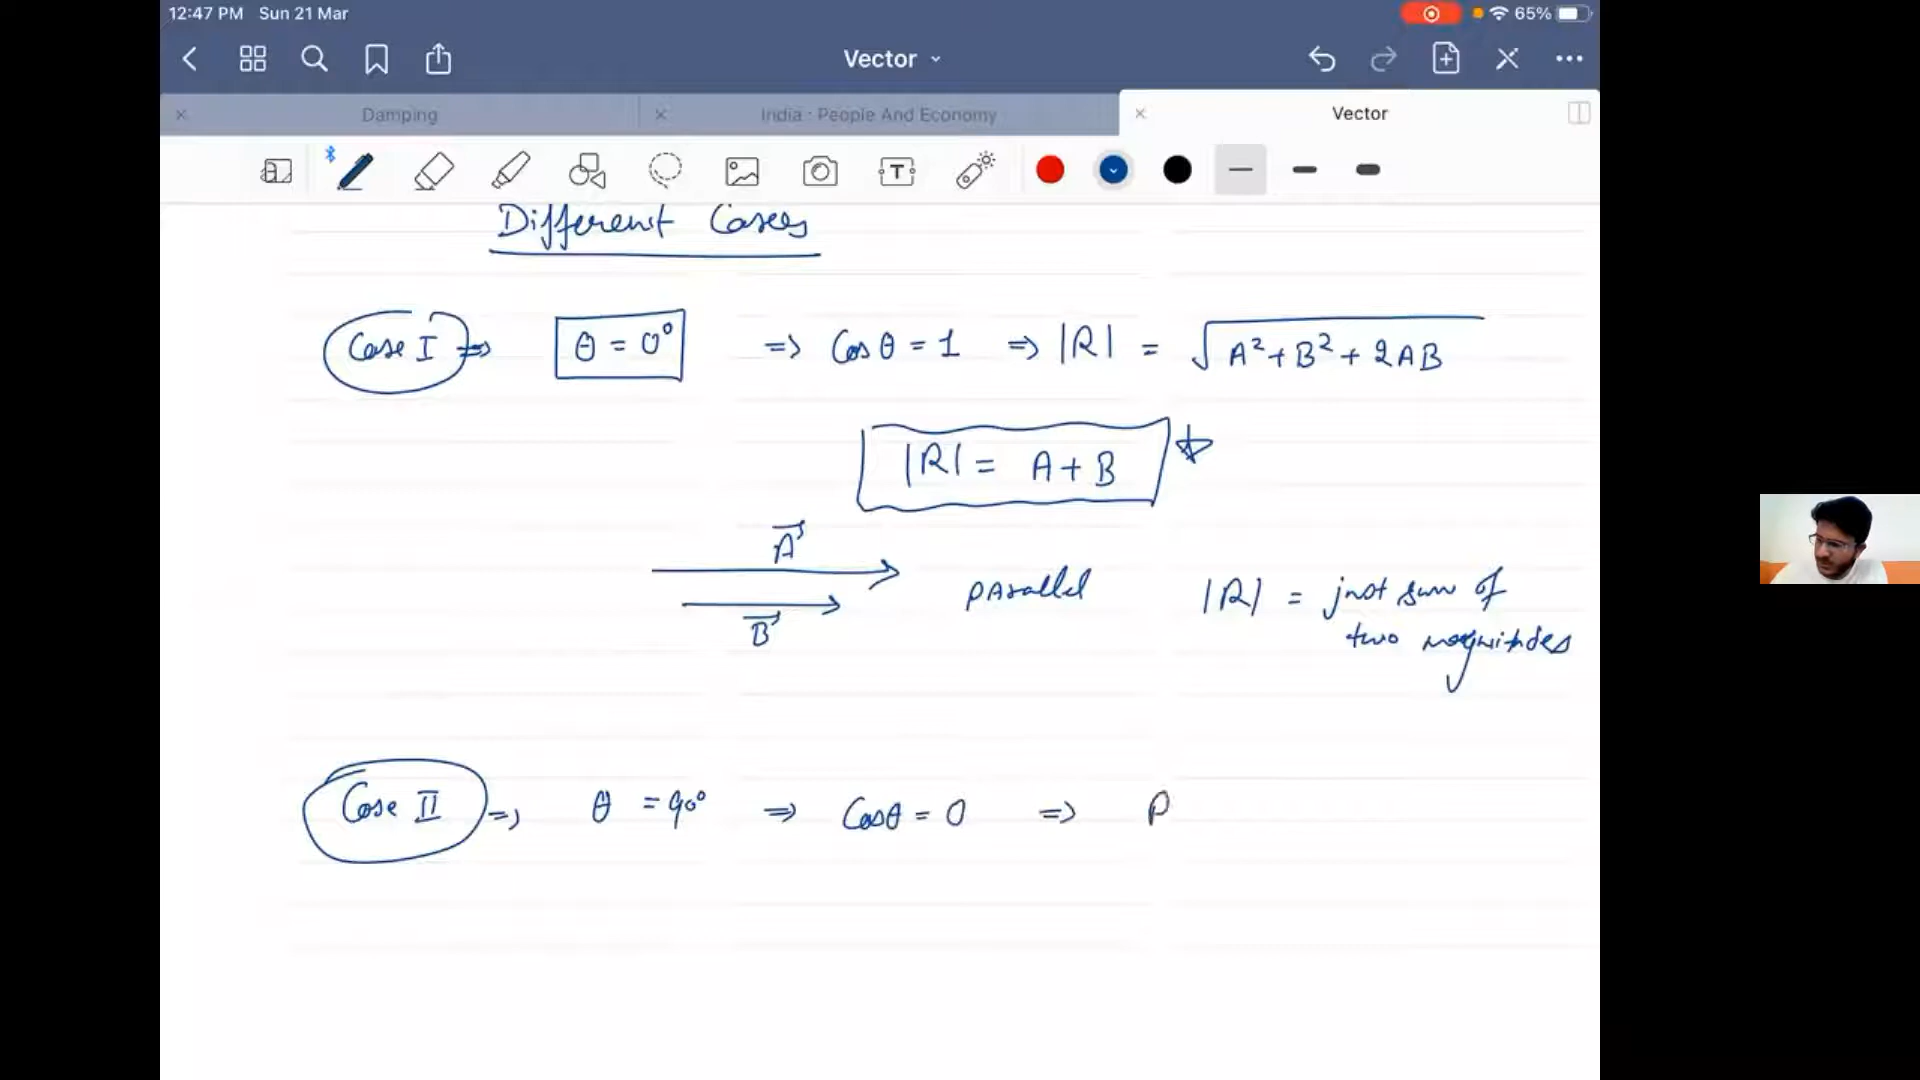 12:47 PM Sun 21 Mar 65%
Vector
Damping India - People And Economy Vector
T
Different Cases
Case I => θ = 0° => Cos θ = 1 => |R| = √A²+B²+2AB
|R| = A+B
A⃗
B⃗
parallel |R| = just sum of
two magnitudes
Case II => θ = 90° => Cosθ = 0 => R